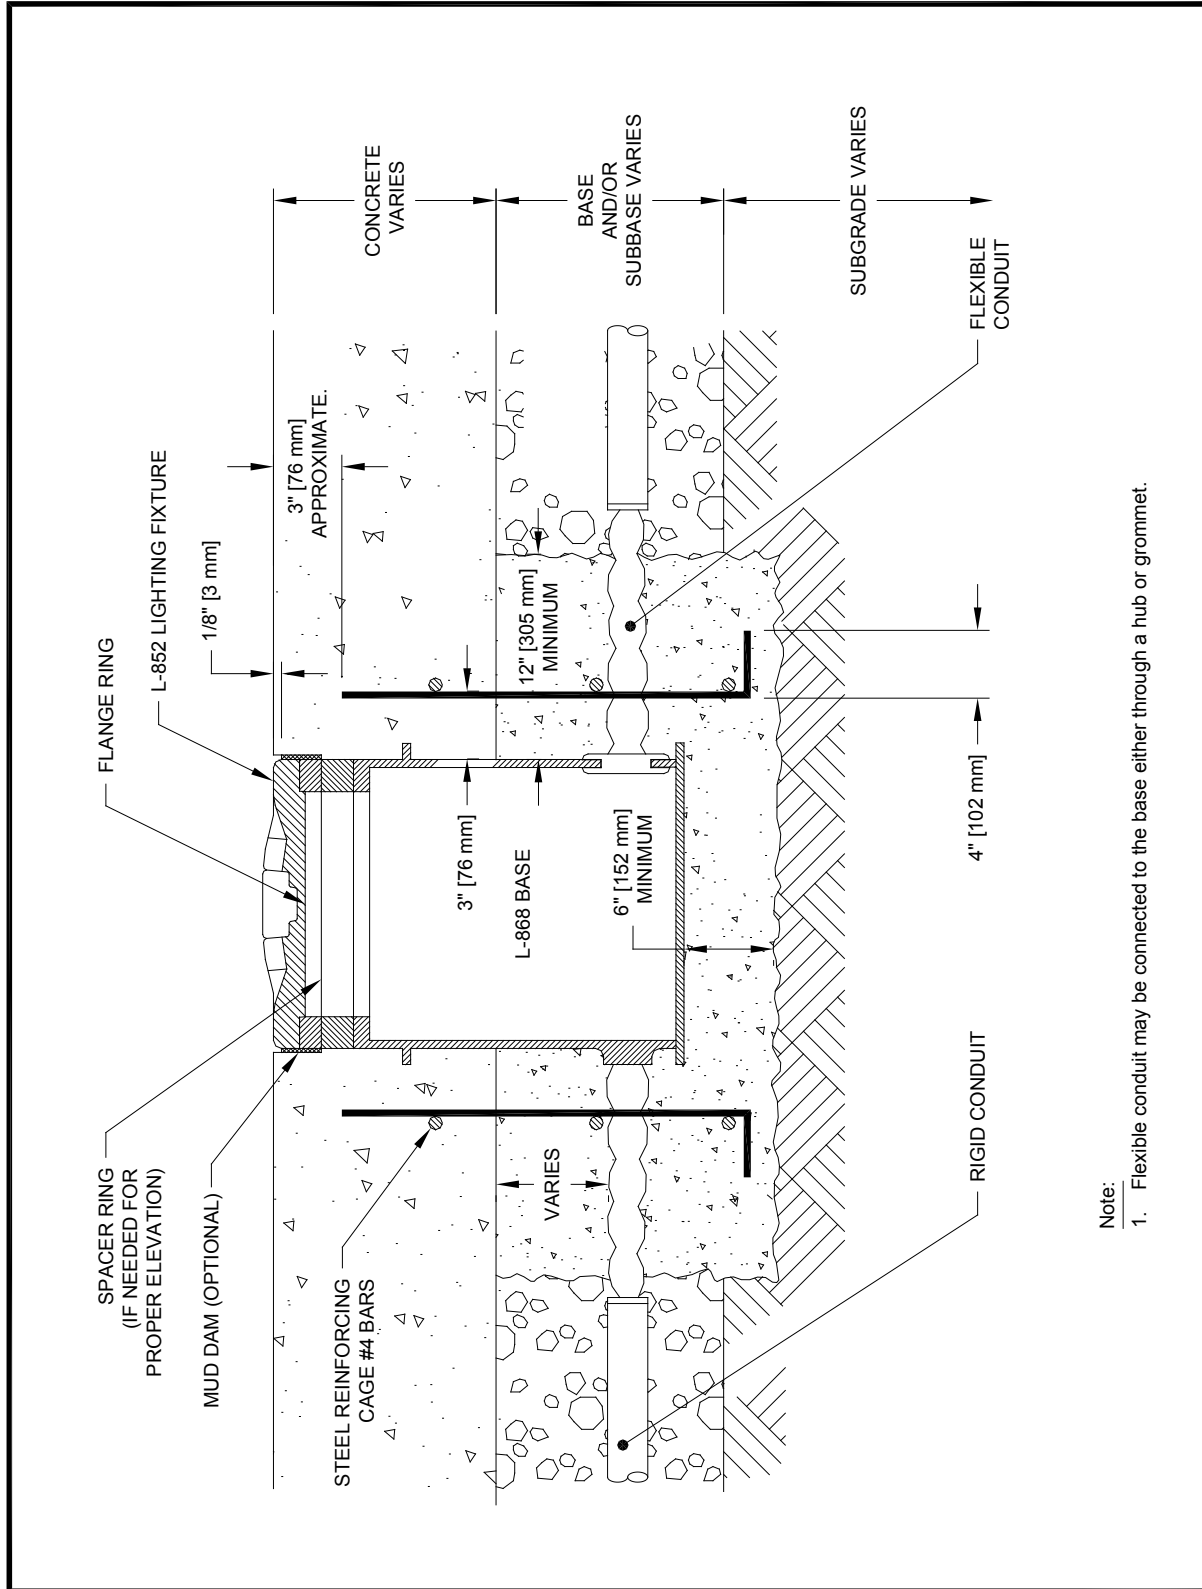 FLANGE RING
L-852 LIGHTING FIXTURE
SPACER RING
(IF NEEDED FOR
PROPER ELEVATION)
MUD DAM (OPTIONAL)
1/8" [3 mm]
3" [76 mm]
APPROXIMATE.
STEEL REINFORCING
CAGE #4 BARS
CONCRETE
VARIES
3" [76 mm]
12" [305 mm]
MINIMUM
L-868 BASE
VARIES
BASE
AND/OR
SUBBASE VARIES
6" [152 mm]
MINIMUM
SUBGRADE VARIES
RIGID CONDUIT
4" [102 mm]
FLEXIBLE
CONDUIT
Note:
1. Flexible conduit may be connected to the base either through a hub or grommet.